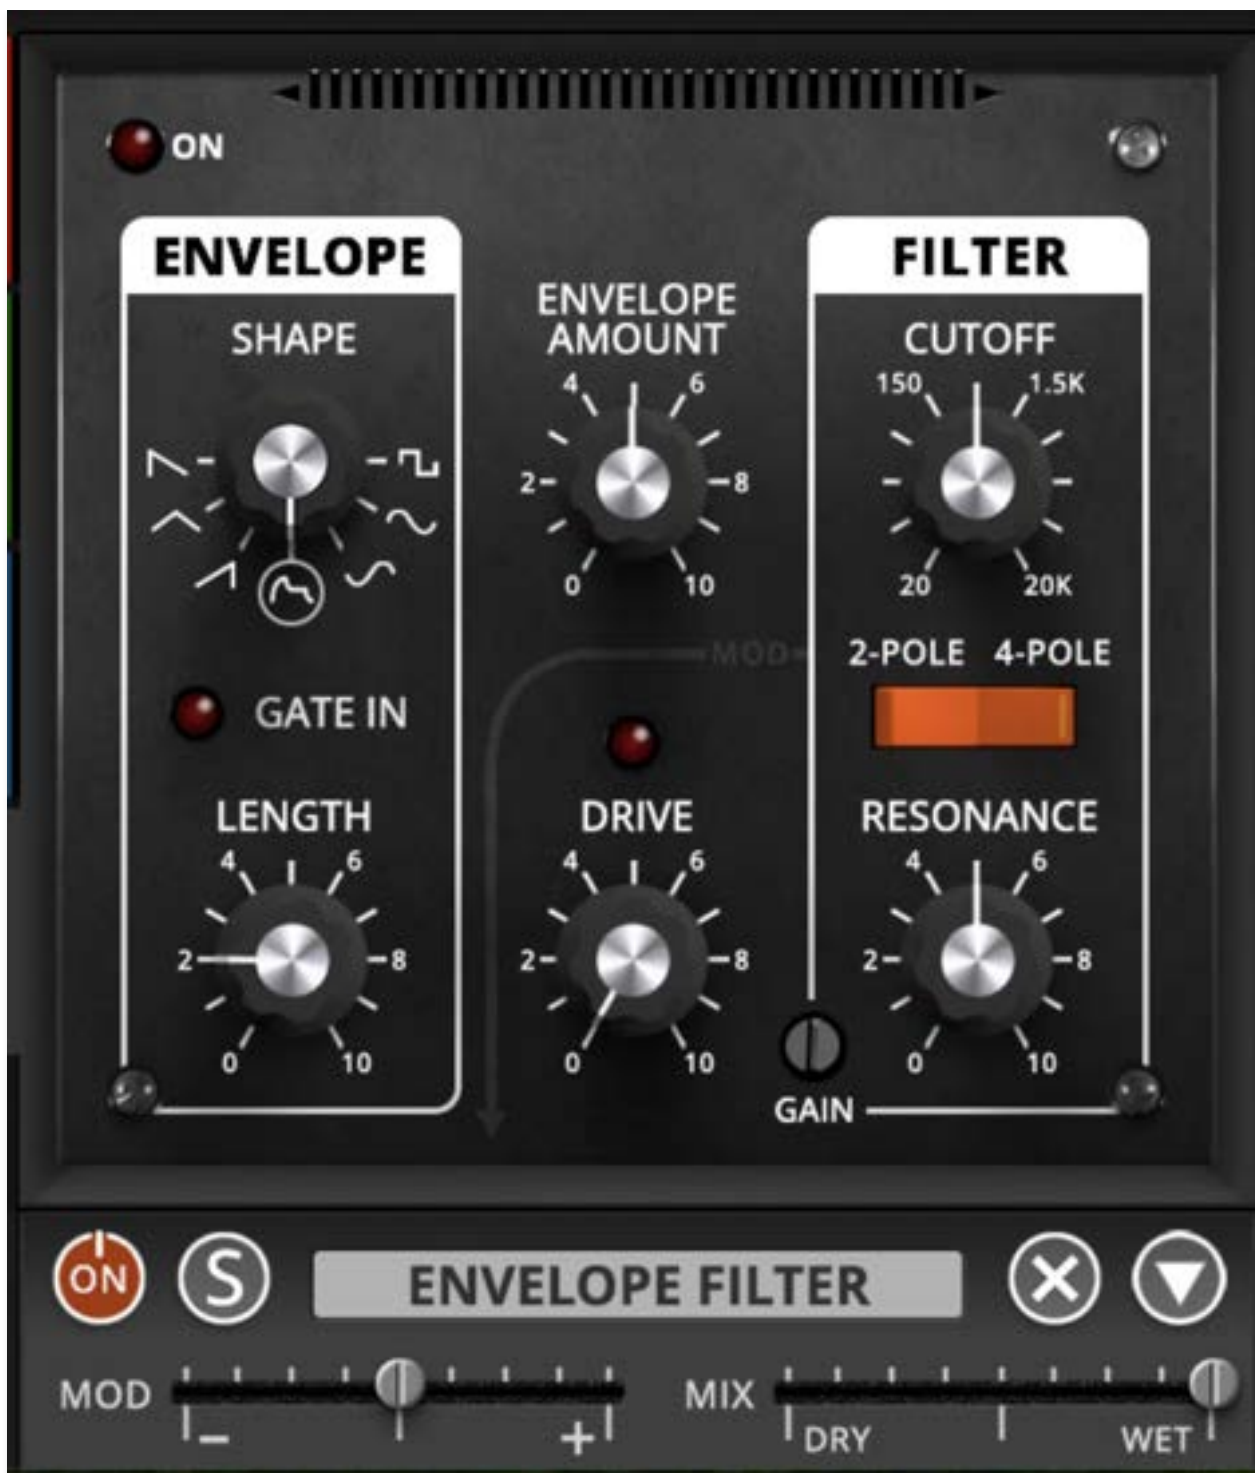 ON
ENVELOPE
SHAPE
GATE IN
LENGTH
4 6
2 8
0 10
ENVELOPE
AMOUNT
4 6
2 8
0 10
MOD
DRIVE
4 6
2 8
0 10
FILTER
CUTOFF
150 1.5K
20 20K
2-POLE 4-POLE
RESONANCE
4 6
2 8
0 10
GAIN
ON S ENVELOPE FILTER
MOD
− +
MIX
DRY WET